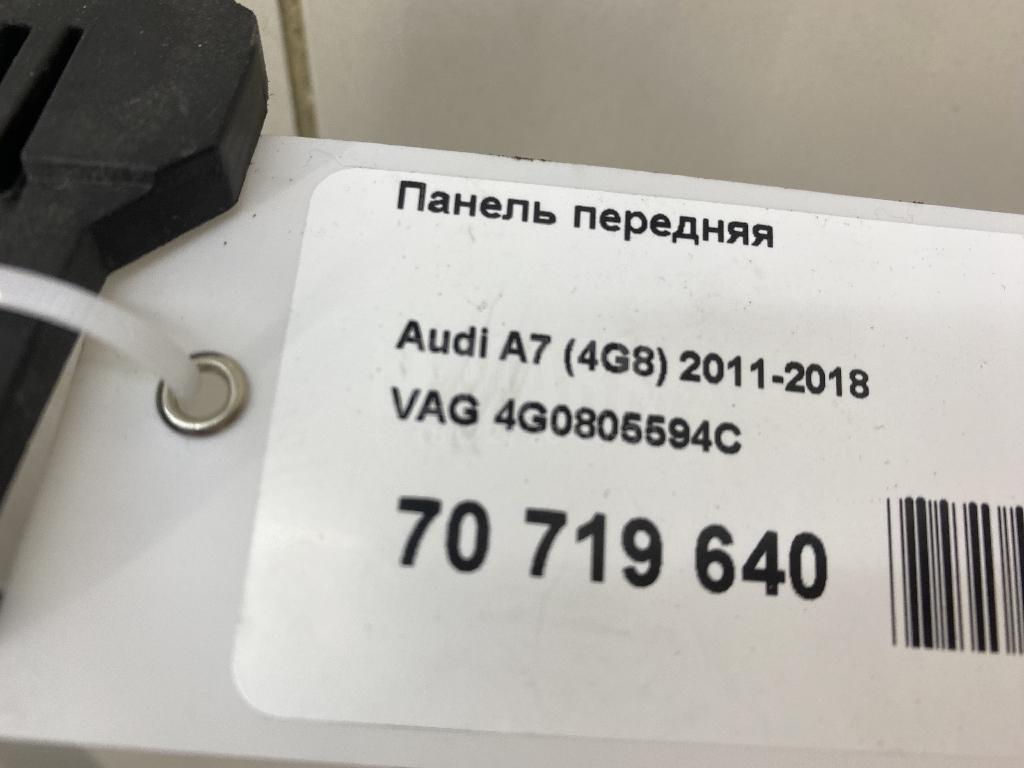 Панель передняя
Audi A7 (4G8) 2011-2018
VAG 4G0805594C
70 719 640